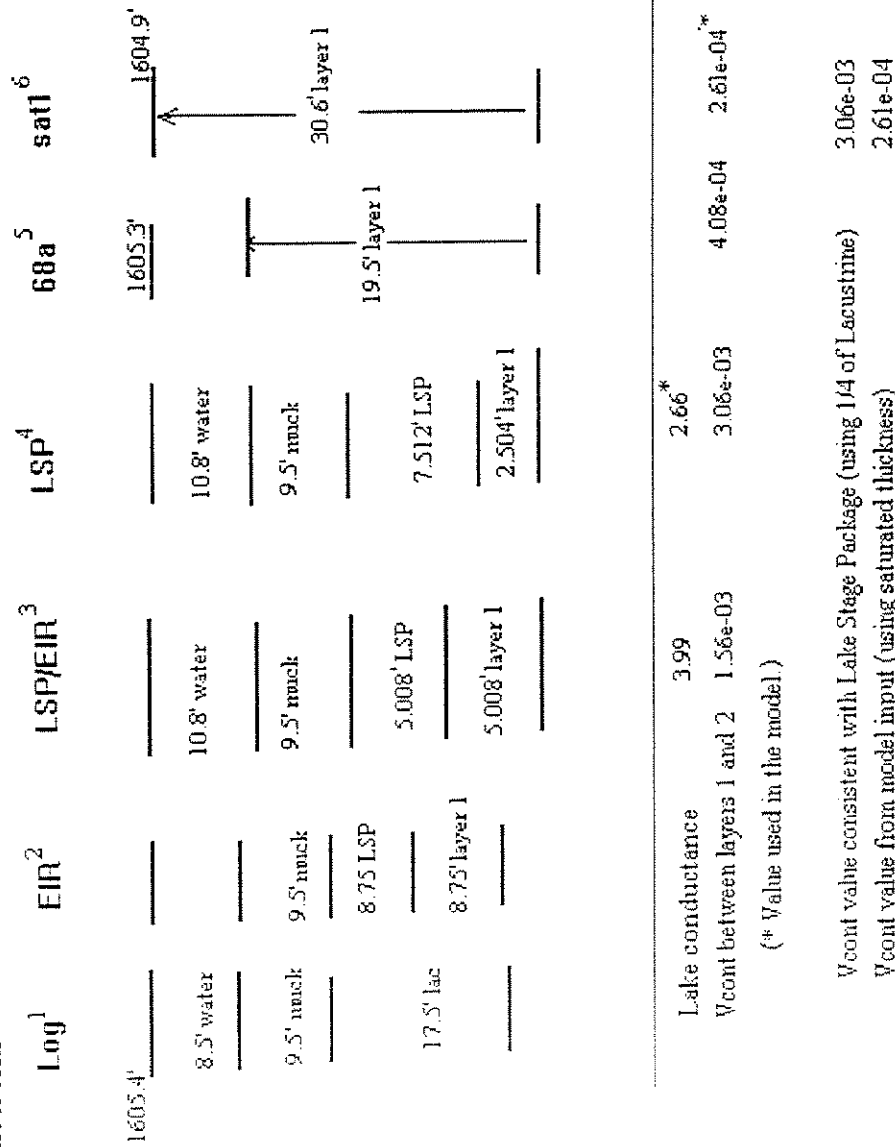 Log1 EIR2 LSP/EIR3 LSP4 68a5 sat16
1605.4' 1605.3' 1604.9'
8.5' water 10.8' water 10.8' water
9.5' muck 9.5' muck 9.5' muck 9.5' muck
17.5' lac 8.75 LSP 5.008' LSP 7.512' LSP
8.75' layer 1 5.008' layer 1 2.504' layer 1 19.5' layer 1 30.6' layer 1
Lake conductance 3.99 2.66*
Vcont between layers 1 and 2 1.56e-03 3.06e-03 4.08e-04 2.61e-04*
(* Value used in the model.)
Vcont value consistent with Lake Stage Package (using 1/4 of Lacustrine) 3.06e-03
Vcont value from model input (using saturated thickness) 2.61e-04